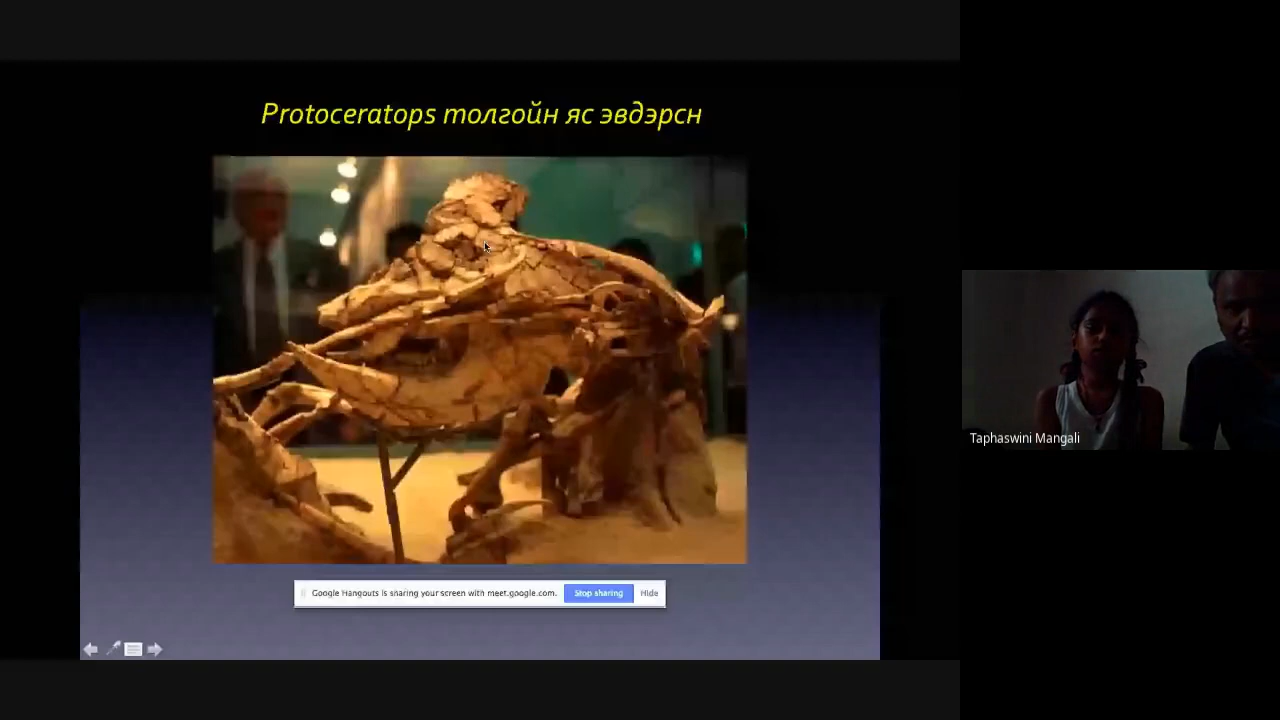 Protoceratops толгойн яс эвдэрсн
Google Hangouts is sharing your screen with meet.google.com. Stop sharing Hide
Taphaswini Mangali